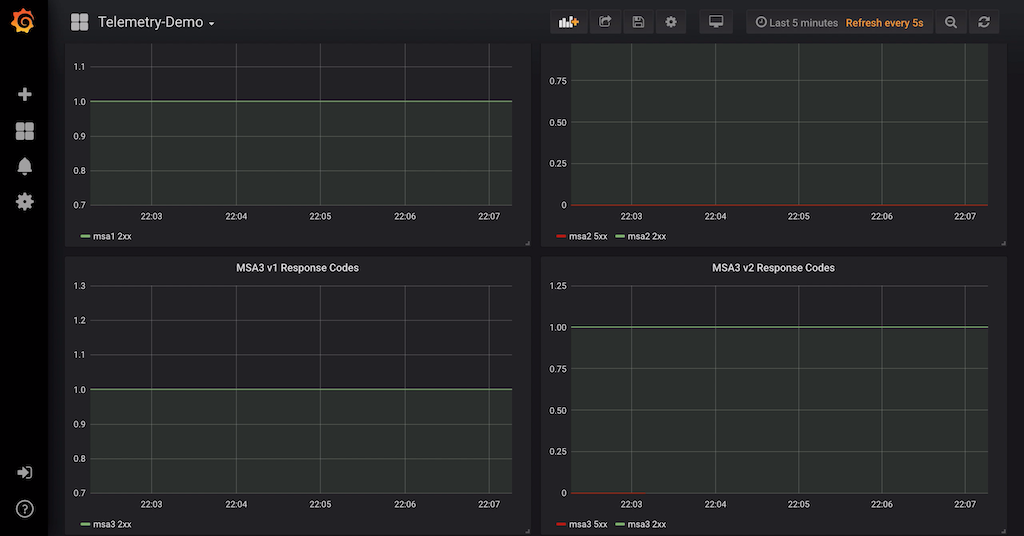 Telemetry-Demo
Last 5 minutes Refresh every 5s
1.1
1.0
0.9
0.8
0.7
22:03 22:04 22:05 22:06 22:07
msa1 2xx
0.75
0.50
0.25
0
22:03 22:04 22:05 22:06 22:07
msa2 5xx msa2 2xx
MSA3 v1 Response Codes
1.3
1.2
1.1
1.0
0.9
0.8
0.7
22:03 22:04 22:05 22:06 22:07
msa3 2xx
MSA3 v2 Response Codes
1.25
1.00
0.75
0.50
0.25
0
22:03 22:04 22:05 22:06 22:07
msa3 5xx msa3 2xx